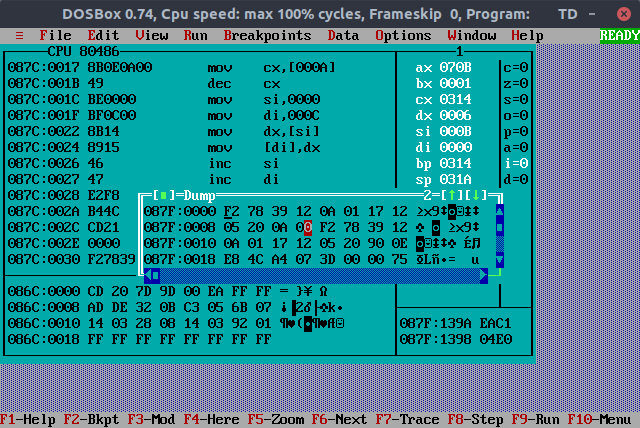 DOSBox 0.74, Cpu speed: max 100% cycles, Frameskip 0, Program: TD
≡ File Edit View Run Breakpoints Data Options Window Help READY
CPU 80486 1
087C:0017 8B0E0A00 mov cx,[000A] ax 070B c=0
087C:001B 49 dec cx bx 0001 z=0
087C:001C BE0000 mov si,0000 cx 0314 s=0
087C:001F BF0C00 mov di,000C dx 0006 o=0
087C:0022 8B14 mov dx,[si] si 000B p=0
087C:0024 8915 mov [di],dx di 0000 a=0
087C:0026 46 inc si bp 0314 i=0
087C:0027 47 inc di sp 031A d=0
087C:0028 E2F8
087C:002A B44C
087C:002C CD21
087C:002E 0000
087C:0030 F27839
[■]=Dump 2=[↑][↓]
087F:0000 F2 78 39 12 0A 01 17 12 ≥x9↕◙☺↨↕
087F:0008 05 20 0A 00 F2 78 39 12 ♣ ◙ ≥x9↕
087F:0010 0A 01 17 12 05 20 90 0E ◙☺↨↕♣ É♫
087F:0018 E8 4C A4 07 3D 00 00 75 ΦLñ•= u
086C:0000 CD 20 7D 9D 00 EA FF FF = }¥ Ω
086C:0008 AD DE 32 0B C3 05 6B 07 ¡▐2♂├♣k•
086C:0010 14 03 28 08 14 03 92 01 ¶♥(◘¶♥Æ☺
086C:0018 FF FF FF FF FF FF FF FF
087F:139A EAC1
087F:1398 04E0
F1-Help F2-Bkpt F3-Mod F4-Here F5-Zoom F6-Next F7-Trace F8-Step F9-Run F10-Menu